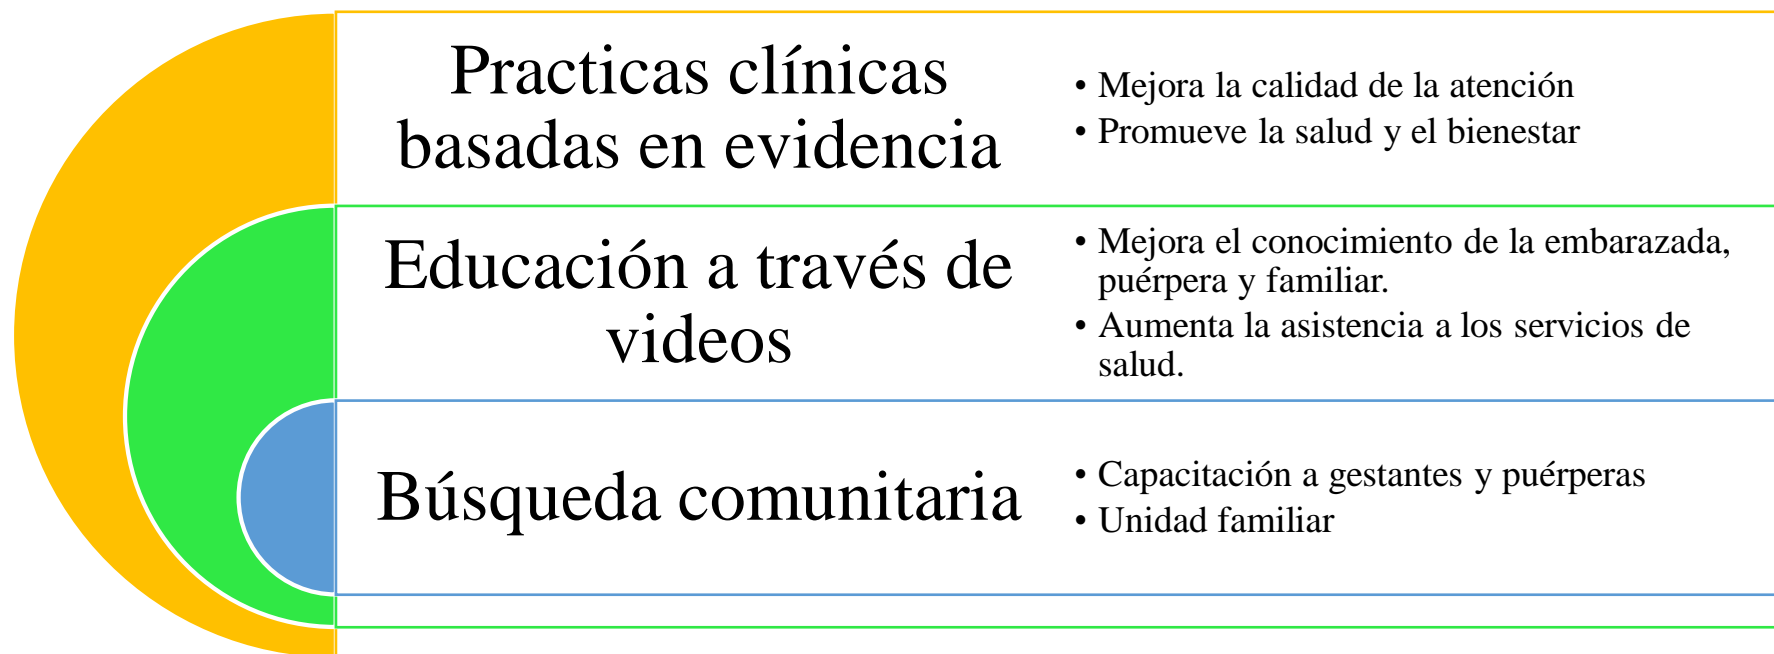 Practicas clínicas
basadas en evidencia
• Mejora la calidad de la atención
• Promueve la salud y el bienestar
Educación a través de
videos
• Mejora el conocimiento de la embarazada,
puérpera y familiar.
• Aumenta la asistencia a los servicios de
salud.
Búsqueda comunitaria
• Capacitación a gestantes y puérperas
• Unidad familiar